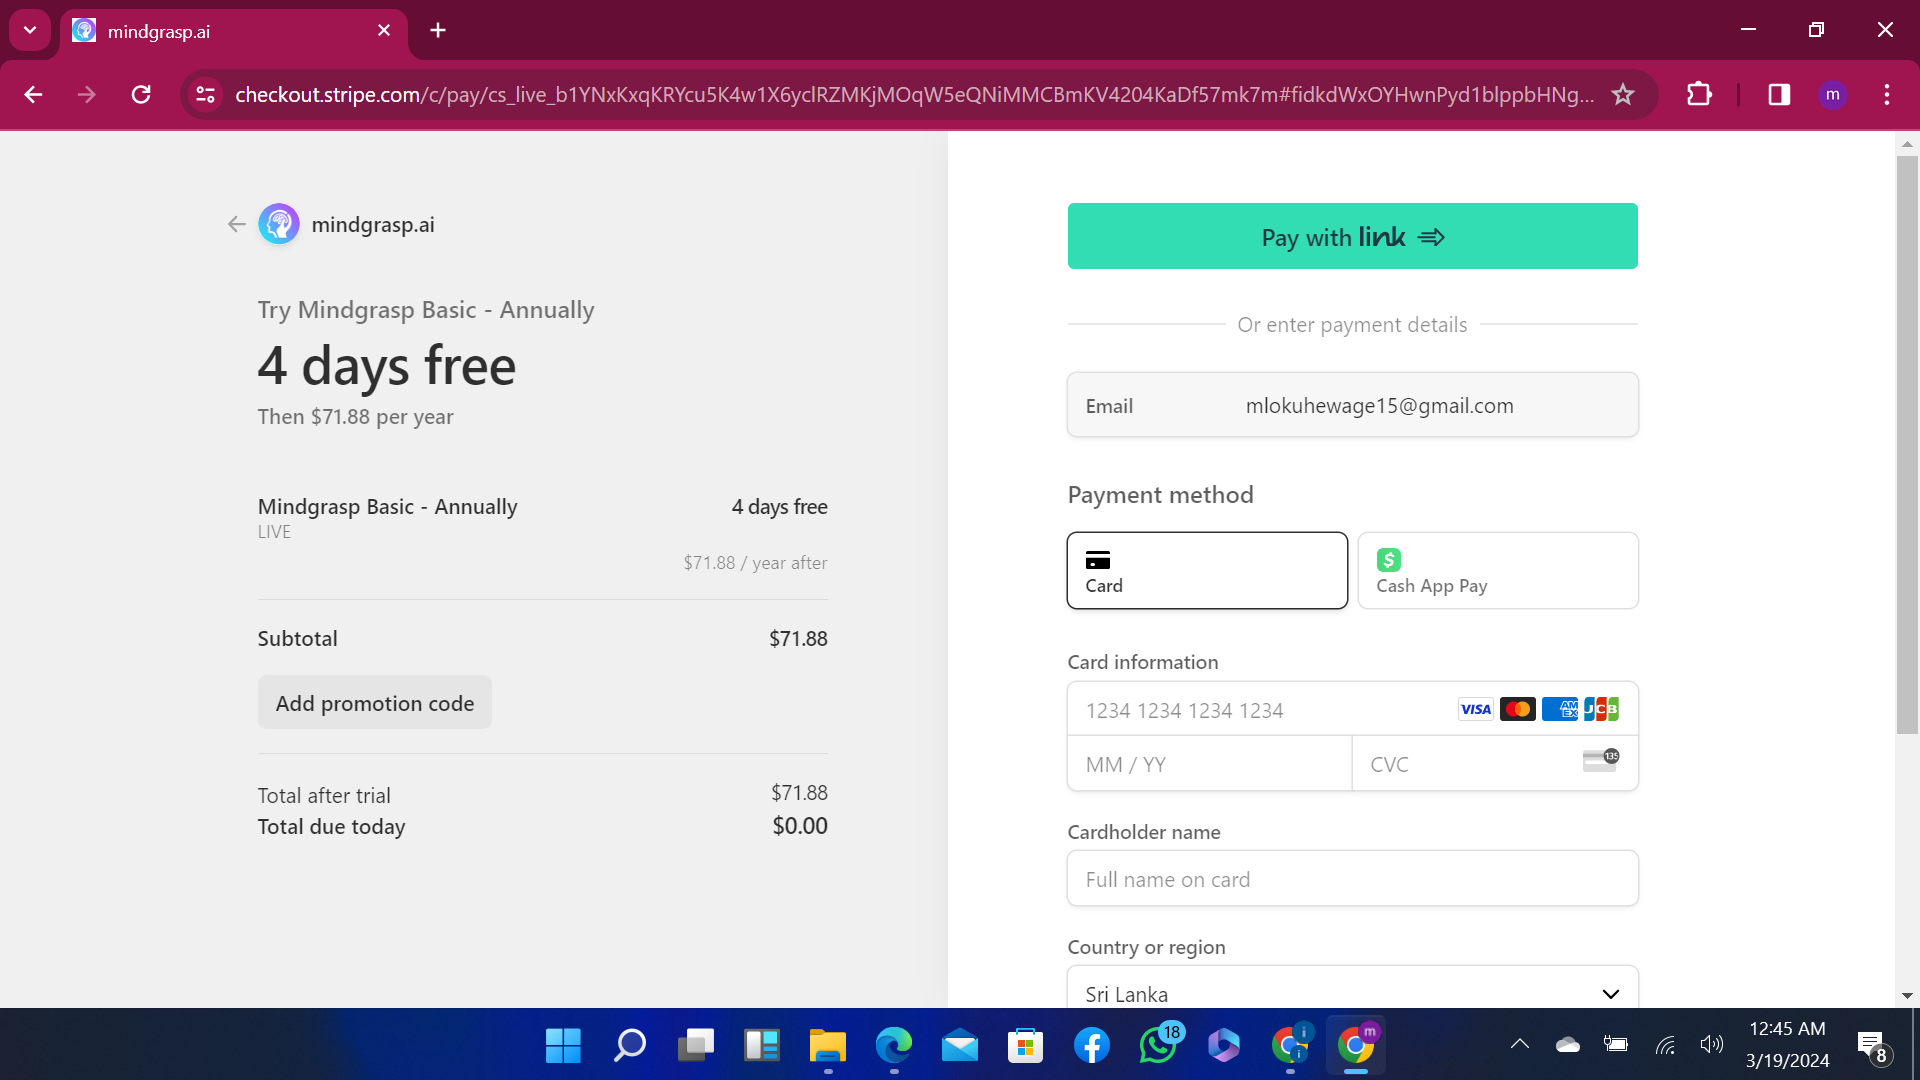 mindgrasp.ai
checkout.stripe.com/c/pay/cs_live_b1YNxKxqKRYcu5K4w1X6yclRZMKjMOqW5eQNiMMCBmKV4204KaDf57mk7m#fidkdWxOYHwnPyd1blppbHNg...
m
mindgrasp.ai
Try Mindgrasp Basic - Annually
4 days free
Then $71.88 per year
Mindgrasp Basic - Annually 4 days free
LIVE
$71.88 / year after
Subtotal $71.88
Add promotion code
Total after trial $71.88
Total due today $0.00
Pay with link
Or enter payment details
Email mlokuhewage15@gmail.com
Payment method
Card
Cash App Pay
Card information
1234 1234 1234 1234 VISA AMEX JCB
MM / YY CVC 135
Cardholder name
Full name on card
Country or region
Sri Lanka
18
m
12:45 AM
3/19/2024
8